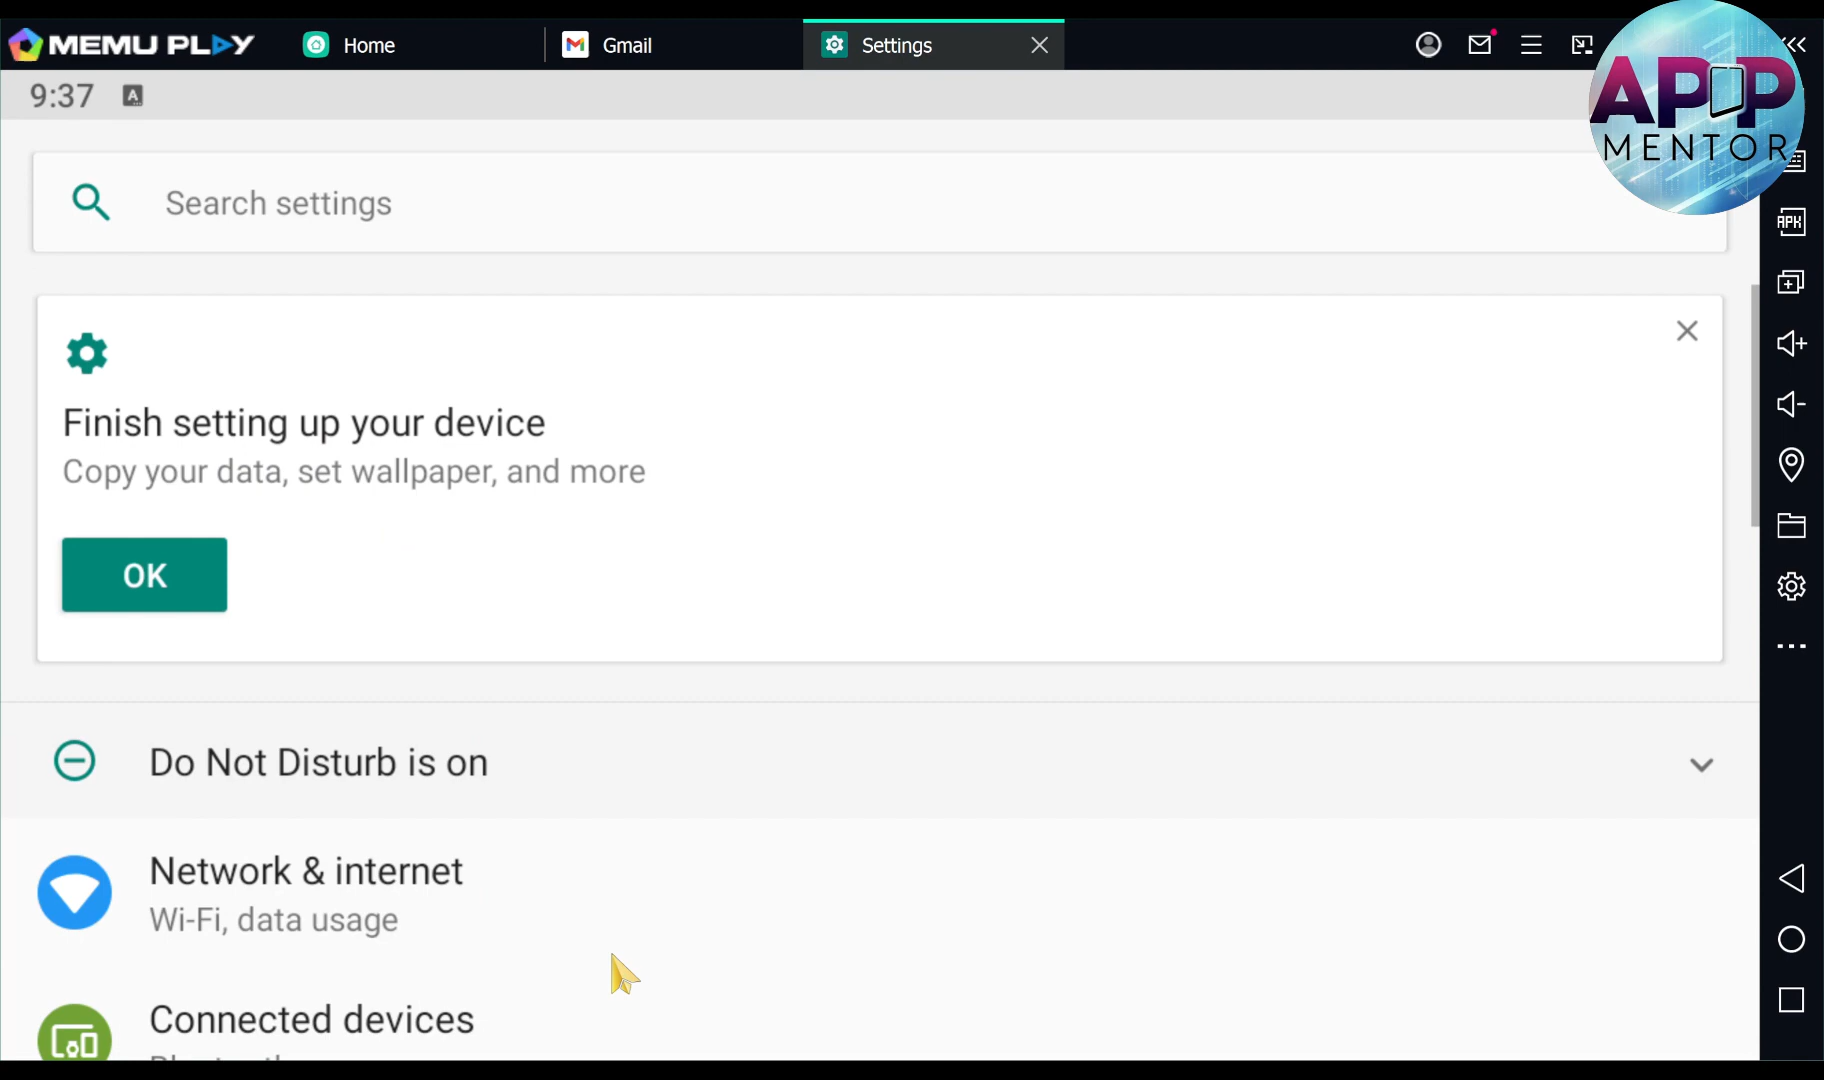 MEMU PLAY
Home
Gmail
Settings
APP
MENTOR
9:37
A
Search settings
APK
Finish setting up your device
Copy your data, set wallpaper, and more
OK
Do Not Disturb is on
Network & internet
Wi-Fi, data usage
Connected devices